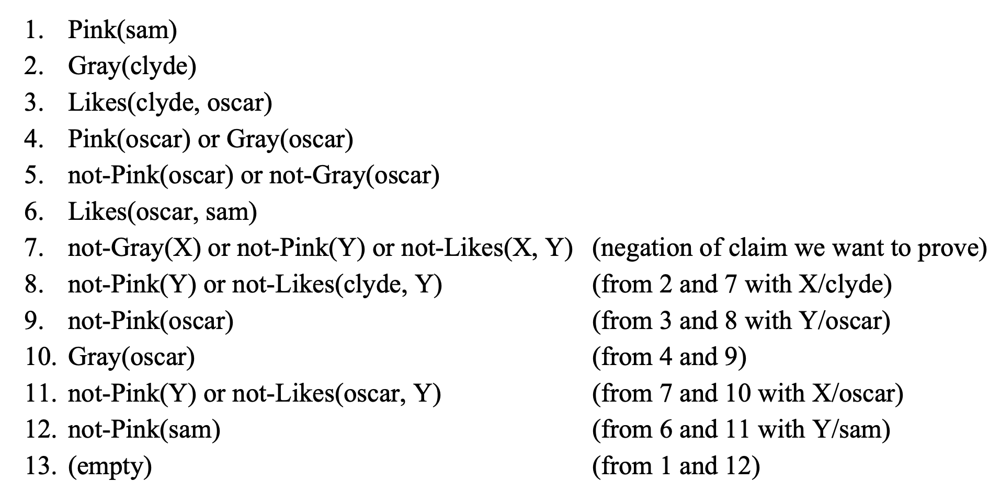 1. Pink(sam)
2. Gray(clyde)
3. Likes(clyde, oscar)
4. Pink(oscar) or Gray(oscar)
5. not-Pink(oscar) or not-Gray(oscar)
6. Likes(oscar, sam)
7. not-Gray(X) or not-Pink(Y) or not-Likes(X, Y) (negation of claim we want to prove)
8. not-Pink(Y) or not-Likes(clyde, Y) (from 2 and 7 with X/clyde)
9. not-Pink(oscar) (from 3 and 8 with Y/oscar)
10. Gray(oscar) (from 4 and 9)
11. not-Pink(Y) or not-Likes(oscar, Y) (from 7 and 10 with X/oscar)
12. not-Pink(sam) (from 6 and 11 with Y/sam)
13. (empty) (from 1 and 12)